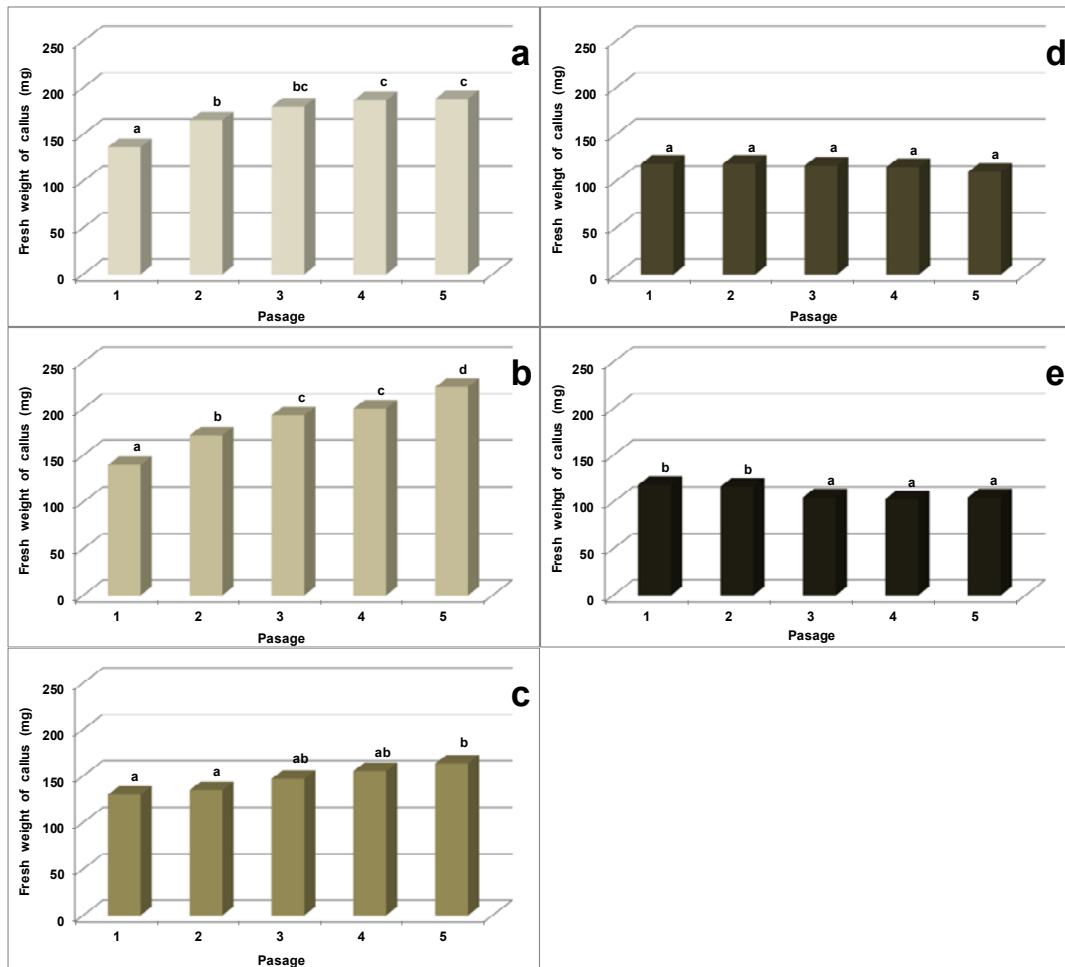 a
Fresh weight of callus (mg)
250
200
150
100
50
0
a
b
bc
c
c
1 2 3 4 5
Pasage
d
Fresh weihgt of callus (mg)
250
200
150
100
50
0
a a a a a
1 2 3 4 5
Pasage
b
Fresh weight of callus (mg)
250
200
150
100
50
0
a
b
c
c
d
1 2 3 4 5
Pasage
e
Fresh weihgt of callus (mg)
250
200
150
100
50
0
b b a a a
1 2 3 4 5
Pasage
c
Fresh weight of callus (mg)
250
200
150
100
50
0
a a ab ab b
1 2 3 4 5
Pasage